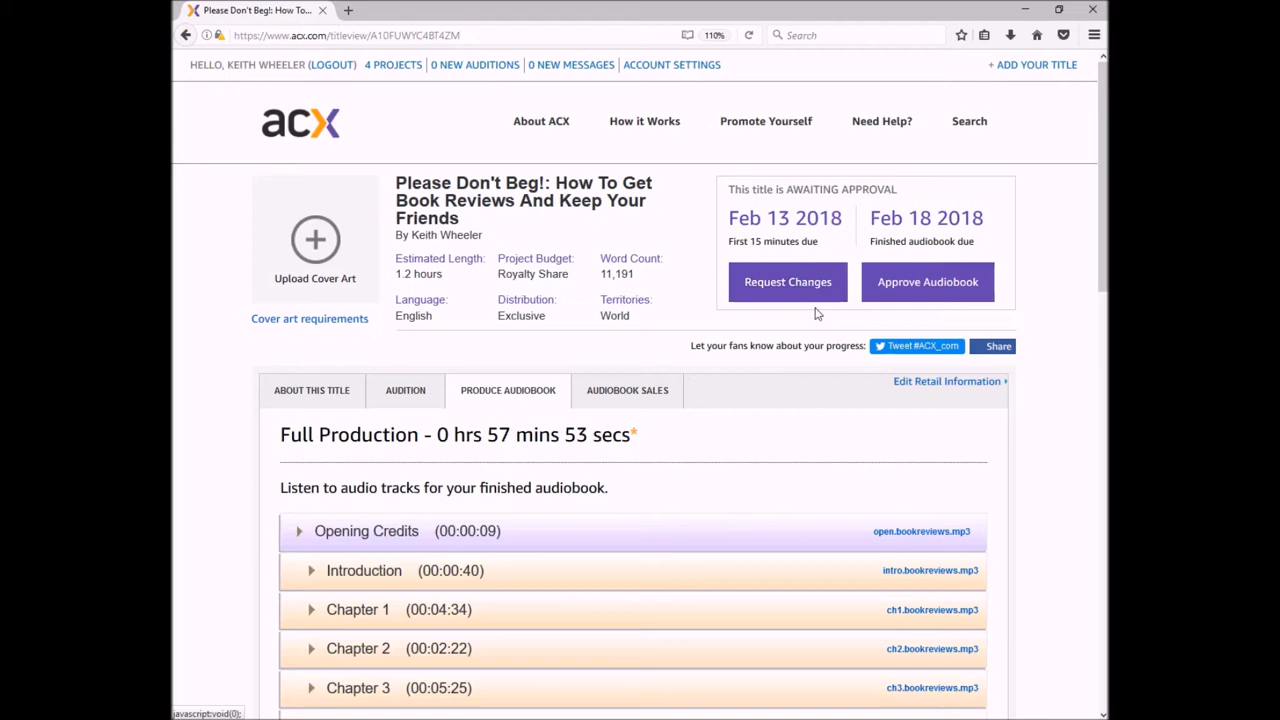 Please Don't Beg!: How To...
https://www.acx.com/titleview/A10FUWYC4BT4ZM
110%
Search
HELLO, KEITH WHEELER (LOGOUT) 4 PROJECTS | 0 NEW AUDITIONS | 0 NEW MESSAGES | ACCOUNT SETTINGS
+ ADD YOUR TITLE
acx
About ACX How it Works Promote Yourself Need Help? Search
Upload Cover Art
Cover art requirements
Please Don't Beg!: How To Get
Book Reviews And Keep Your
Friends
By Keith Wheeler
Estimated Length: Project Budget: Word Count:
1.2 hours Royalty Share 11,191
Language: Distribution: Territories:
English Exclusive World
This title is AWAITING APPROVAL
Feb 13 2018 Feb 18 2018
First 15 minutes due Finished audiobook due
Request Changes Approve Audiobook
Let your fans know about your progress: Tweet #ACX_com Share
ABOUT THIS TITLE AUDITION PRODUCE AUDIOBOOK AUDIOBOOK SALES
Edit Retail Information
Full Production - 0 hrs 57 mins 53 secs*
Listen to audio tracks for your finished audiobook.
Opening Credits (00:00:09) open.bookreviews.mp3
Introduction (00:00:40) intro.bookreviews.mp3
Chapter 1 (00:04:34) ch1.bookreviews.mp3
Chapter 2 (00:02:22) ch2.bookreviews.mp3
Chapter 3 (00:05:25) ch3.bookreviews.mp3
javascript:void(0);